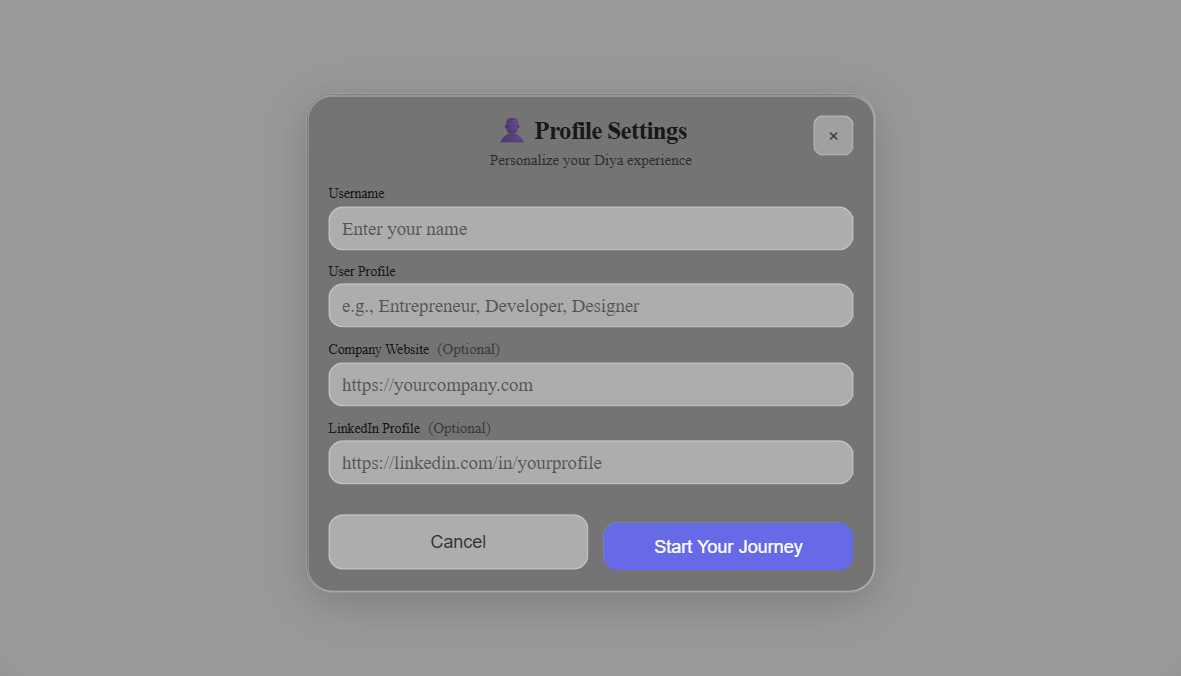 Profile Settings
×
Personalize your Diya experience
Username
Enter your name
User Profile
e.g., Entrepreneur, Developer, Designer
Company Website (Optional)
https://yourcompany.com
LinkedIn Profile (Optional)
https://linkedin.com/in/yourprofile
Cancel
Start Your Journey